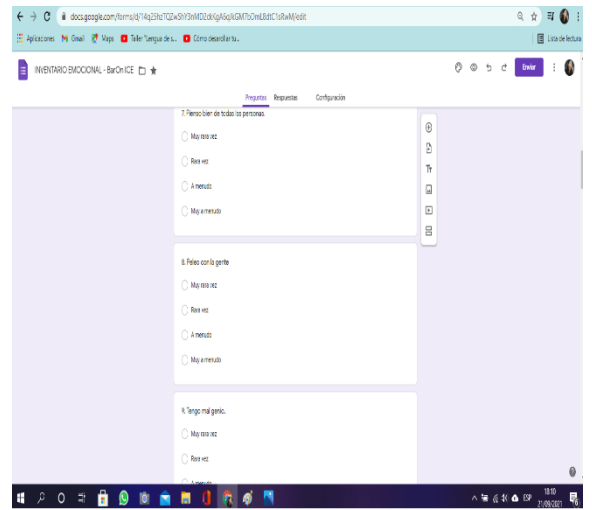 docs.google.com/forms/d/
Aplicaciones Gmail Maps Taller "Lengua de s... Cómo desarollar tu... Lista de lectura
INVENTARIO EMOCIONAL - BarOn ICE Enviar
Preguntas Respuestas Configuración
7. Pienso bien de todas las personas.
Muy rara vez
Rara vez
A menudo
Muy a menudo
8. Peleo con la gente
Muy rara vez
Rara vez
A menudo
Muy a menudo
9. Tengo mal genio.
Muy rara vez
Rara vez
A menudo
ESP 18:10
21/09/2021